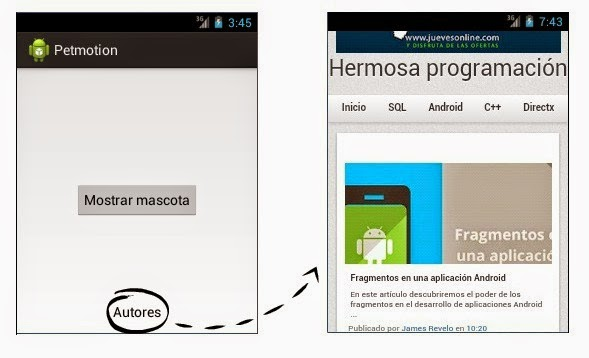 3G 3:45
Petmotion
Mostrar mascota
Autores
3G 7:43
www.juevesonline.com
Y DISFRUTA DE LAS OFERTAS
Hermosa programación
Inicio SQL Android C++ Directx
Fragmentos e
una aplicació
Fragmentos en una aplicación Android
En este artículo descubriremos el poder de los
fragmentos en el desarrollo de aplicaciones Android
...
Publicado por James Revelo en 10:20